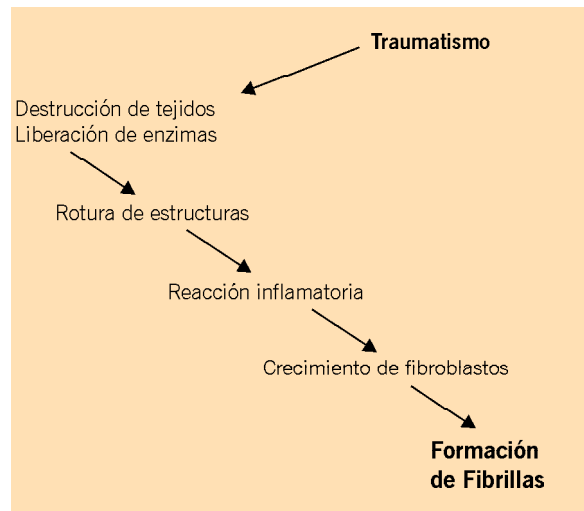 Traumatismo
Destrucción de tejidos
Liberación de enzimas
Rotura de estructuras
Reacción inflamatoria
Crecimiento de fibroblastos
Formación
de Fibrillas